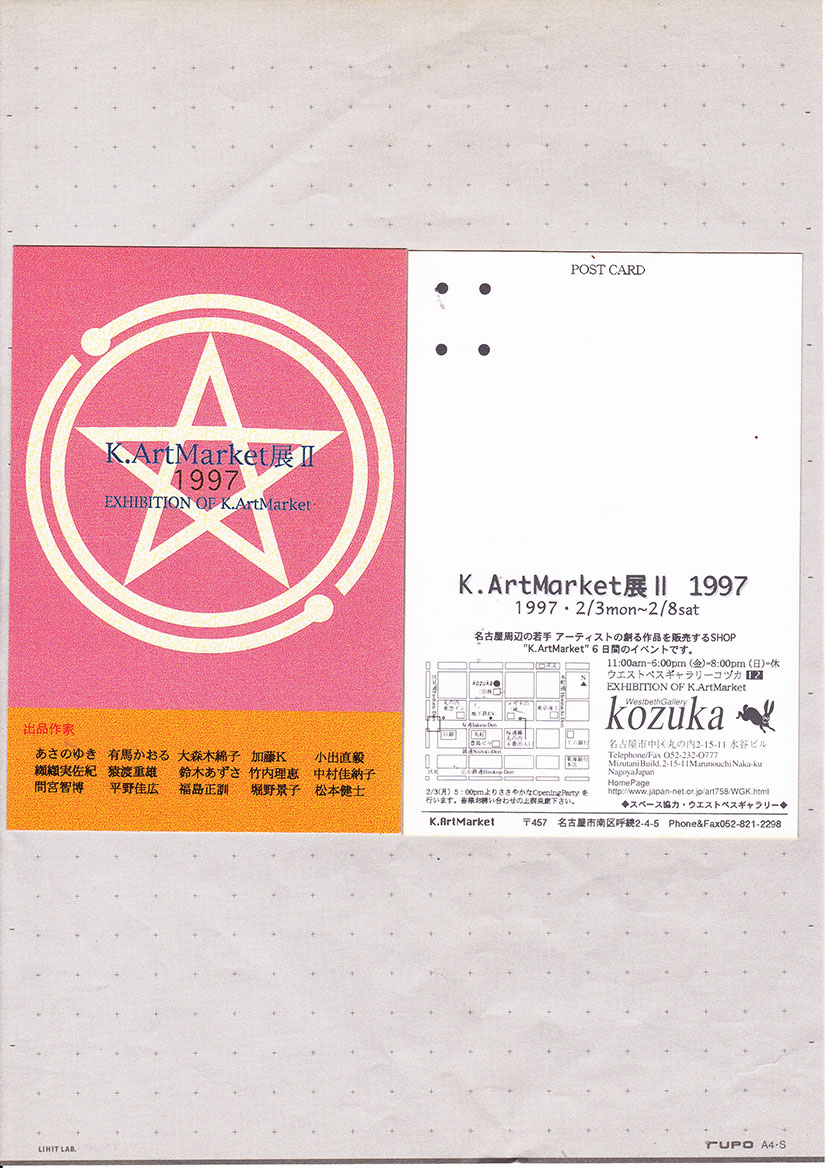 K.ArtMarket展 II
1997
EXHIBITION OF K.ArtMarket
出品作家
あさのゆき 有馬かおる 大森木綿子 加藤K 小出直毅
纐纈実佐紀 猿渡重雄 鈴木あずさ 竹内理恵 中村佳納子
間宮智博 平野佳広 福島正訓 堀野景子 松本健士
POST CARD
K.ArtMarket展 II 1997
1997・2/3mon~2/8sat
名古屋周辺の若手 アーティストの創る作品を販売するSHOP
"K.ArtMarket" 6 日間のイベントです。
kozuka
N
11:00am-6:00pm (金)=8:00pm (日)=休
ウエストベスギャラリーコヅカ 1.2
EXHIBITION OF K.ArtMarket
WestbethGallery
kozuka
名古屋市中区丸の内2-15-11 水谷ビル
Telephone/Fax O52-232-O777
Mizutani Build. 2-15-11Marunouchi Naka-ku
NagoyaJapan
HomePage
http://www.japan-net.or.jp/art758/WGK.html
2/3(月) 5:00pmよりささやかなOpeningParty を
行います。皆様お誘い合わせの上御来廊下さい。
◆スペース協力・ウエストベスギャラリー◆
K.ArtMarket 〒457 名古屋市南区呼続2-4-5 Phone&Fax052-821-2298
LIHIT LAB.
TUPO A4・S